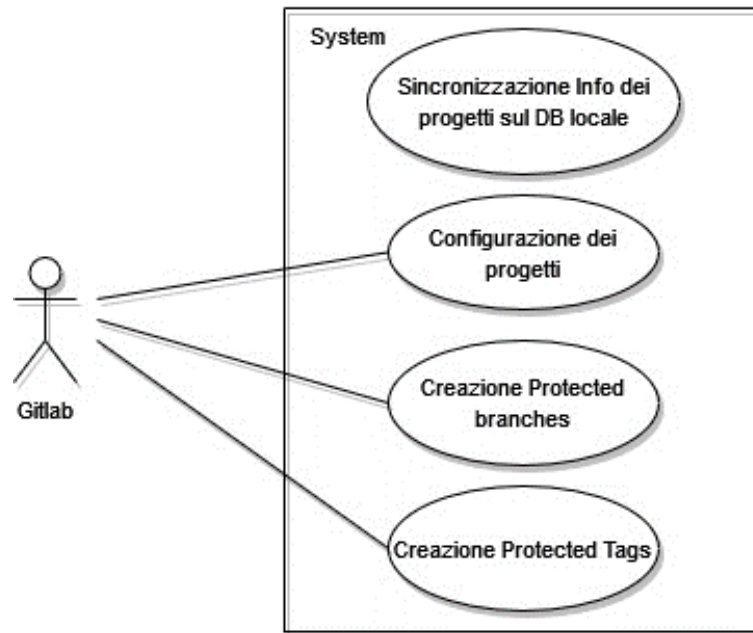 System
Sincronizzazione Info dei
progetti sul DB locale
Configurazione dei
progetti
Gitlab
Creazione Protected
branches
Creazione Protected Tags